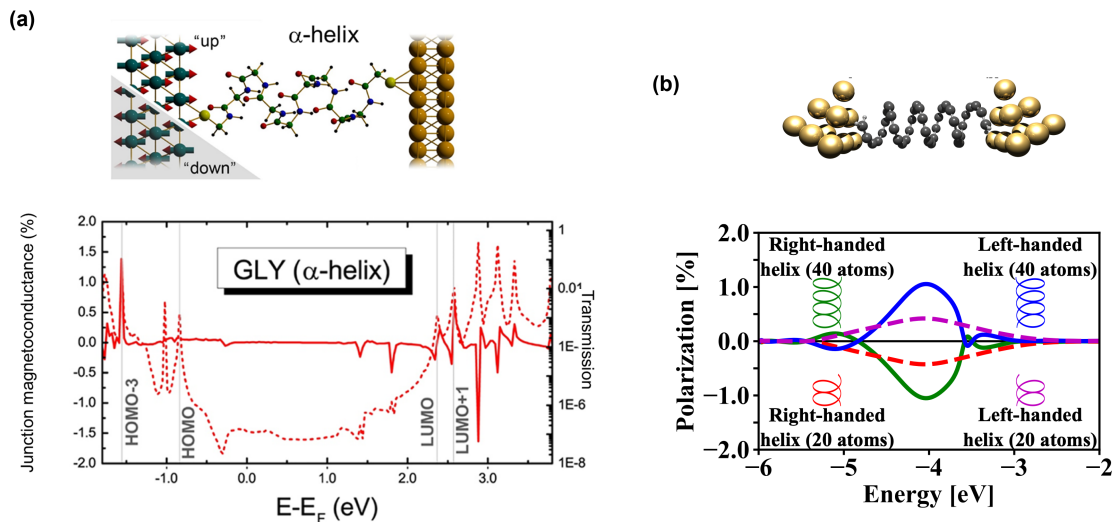 (a)
α-helix
"up"
"down"
Junction magnetoconductance (%)
2.0
1.5
1.0
0.5
0.0
-0.5
-1.0
-1.5
-2.0
GLY (α-helix)
HOMO-3
HOMO
LUMO
LUMO+1
1
0.01
1E-4
1E-6
1E-8
Transmission
-1.0
0.0
1.0
2.0
3.0
E-E_F (eV)
(b)
Polarization [%]
2.0
1.0
0.0
−1.0
−2.0
Right-handed
helix (40 atoms)
Left-handed
helix (40 atoms)
Right-handed
helix (20 atoms)
Left-handed
helix (20 atoms)
−6
−5
−4
−3
−2
Energy [eV]